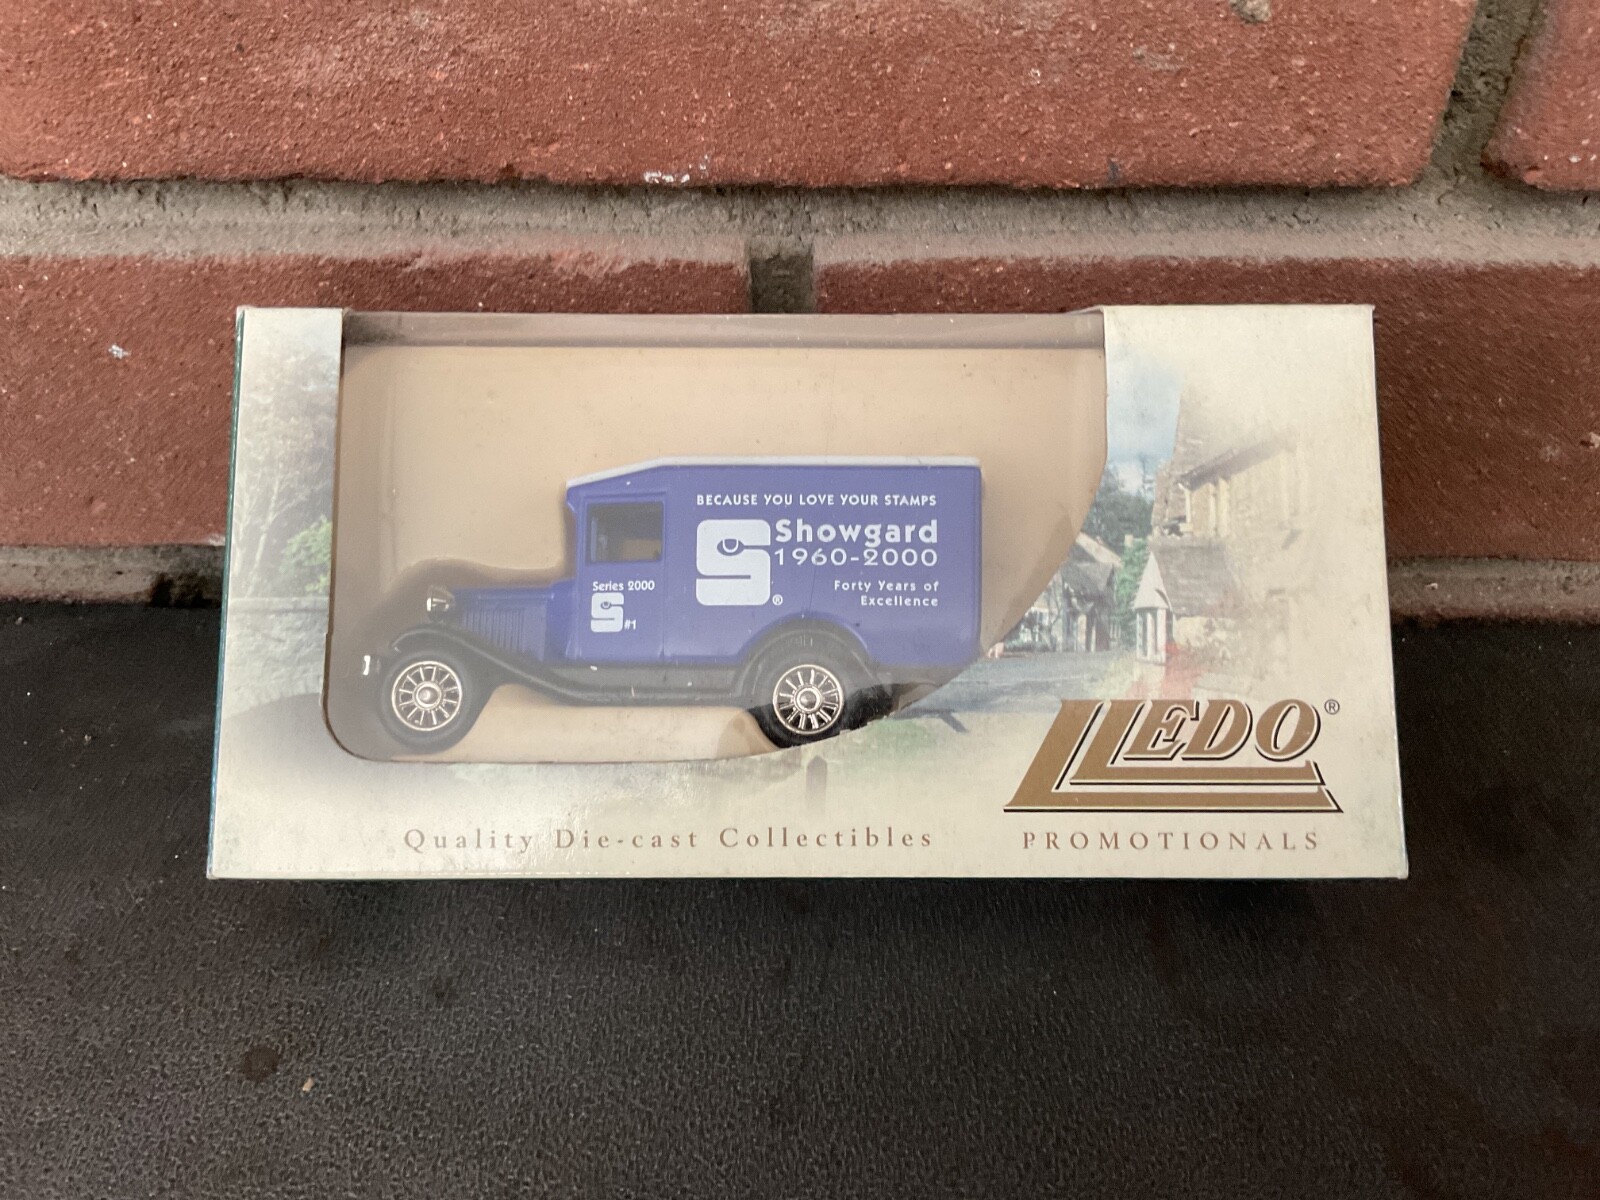 BECAUSE YOU LOVE YOUR STAMPS
S Showgard
1960-2000
®
Forty Years of
Excellence
Series 2000
S #1
LLEDO®
PROMOTIONALS
Quality Die-cast Collectibles